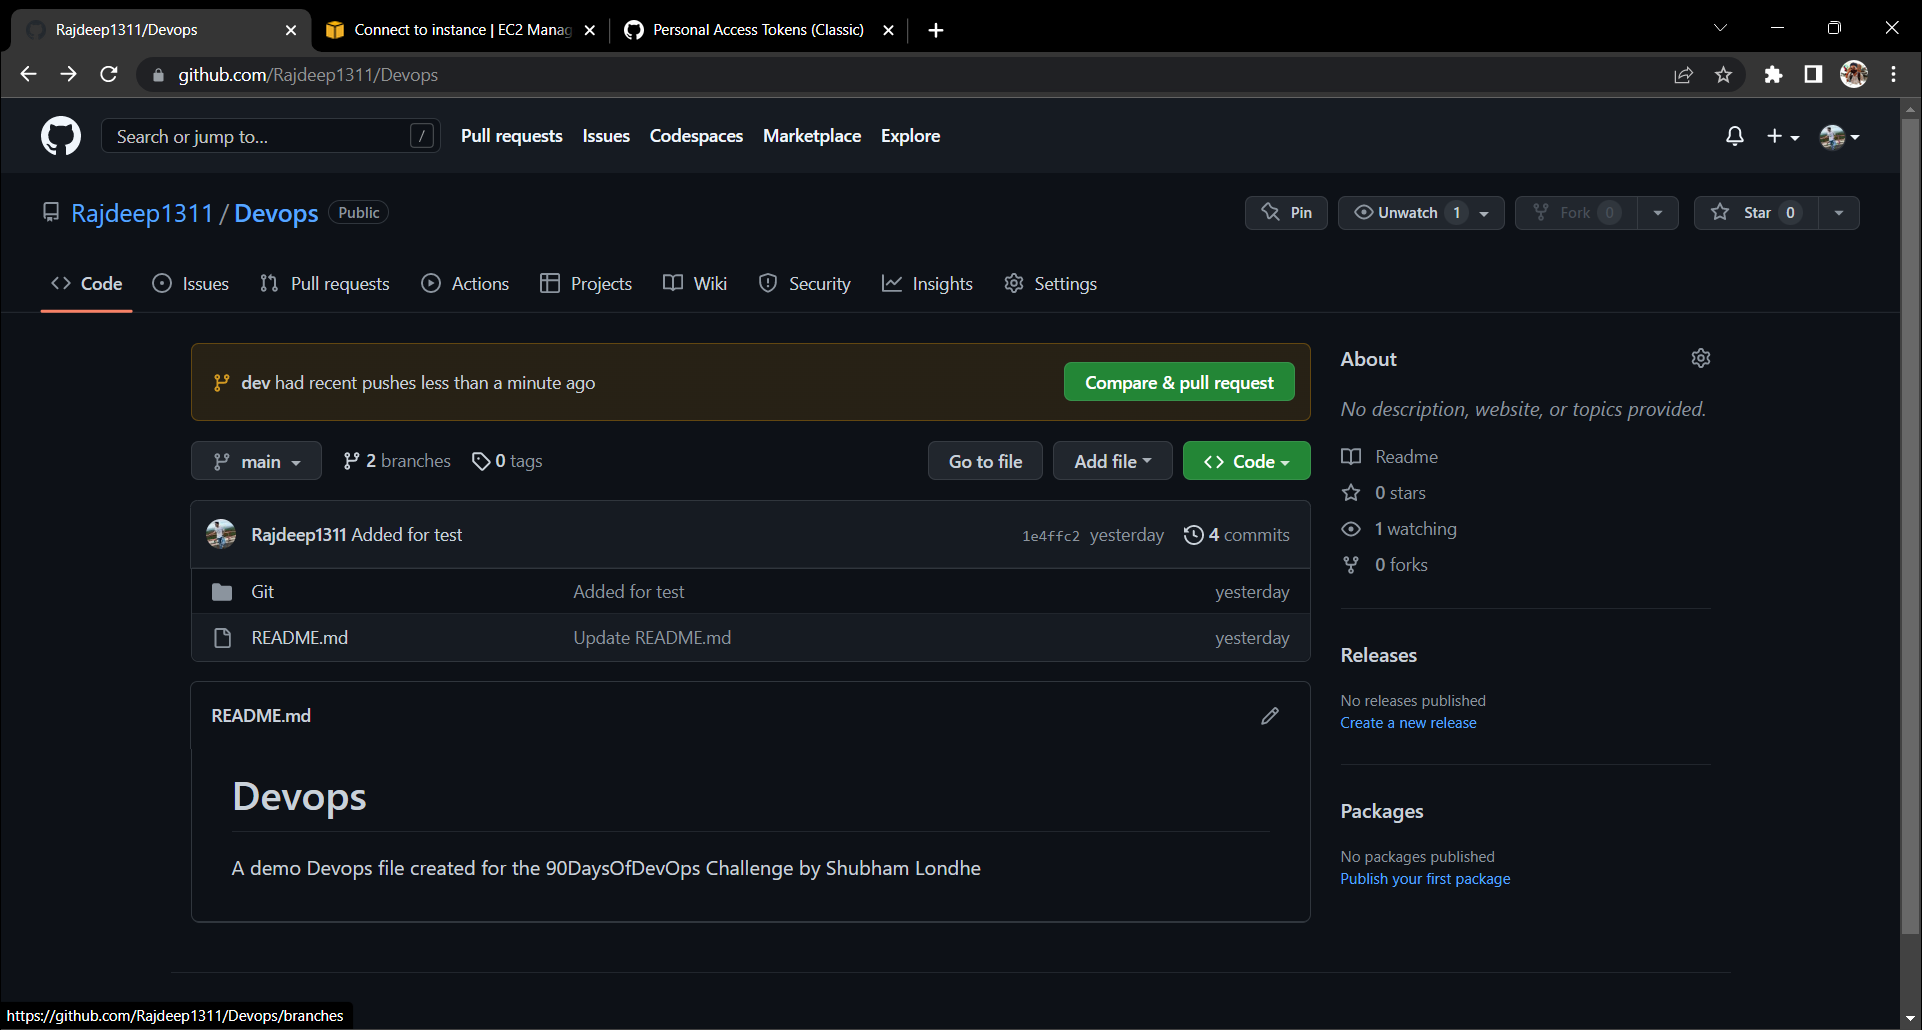 Rajdeep1311/Devops
Connect to instance | EC2 Manag
Personal Access Tokens (Classic)
github.com/Rajdeep1311/Devops
Search or jump to... /
Pull requests Issues Codespaces Marketplace Explore
Rajdeep1311 / Devops Public
Pin Unwatch 1 Fork 0 Star 0
Code Issues Pull requests Actions Projects Wiki Security Insights Settings
dev had recent pushes less than a minute ago Compare & pull request
main 2 branches 0 tags Go to file Add file Code
Rajdeep1311 Added for test 1e4ffc2 yesterday 4 commits
Git Added for test yesterday
README.md Update README.md yesterday
README.md
Devops
A demo Devops file created for the 90DaysOfDevOps Challenge by Shubham Londhe
About
No description, website, or topics provided.
Readme
0 stars
1 watching
0 forks
Releases
No releases published
Create a new release
Packages
No packages published
Publish your first package
https://github.com/Rajdeep1311/Devops/branches